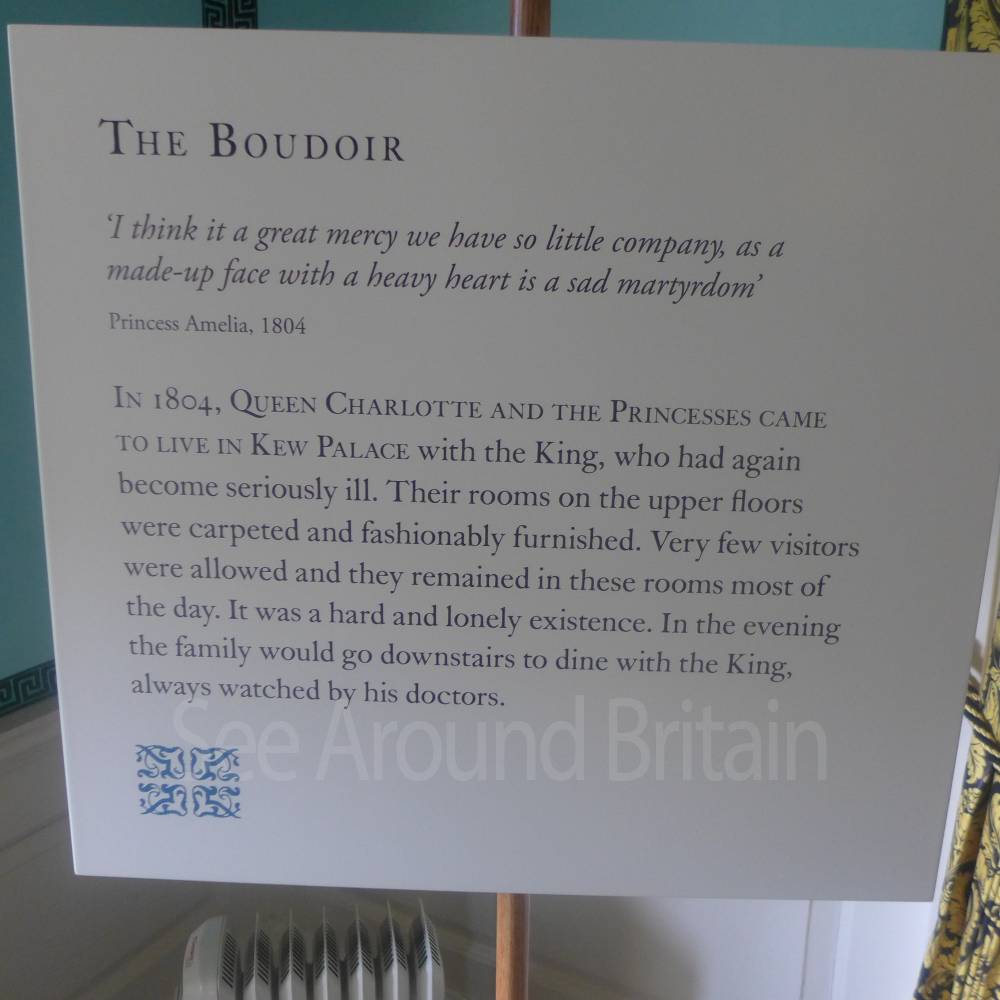 THE BOUDOIR
‘I think it a great mercy we have so little company, as a
made-up face with a heavy heart is a sad martyrdom’
Princess Amelia, 1804
IN 1804, QUEEN CHARLOTTE AND THE PRINCESSES CAME
TO LIVE IN KEW PALACE with the King, who had again
become seriously ill. Their rooms on the upper floors
were carpeted and fashionably furnished. Very few visitors
were allowed and they remained in these rooms most of
the day. It was a hard and lonely existence. In the evening
the family would go downstairs to dine with the King,
always watched by his doctors.
See Around Britain